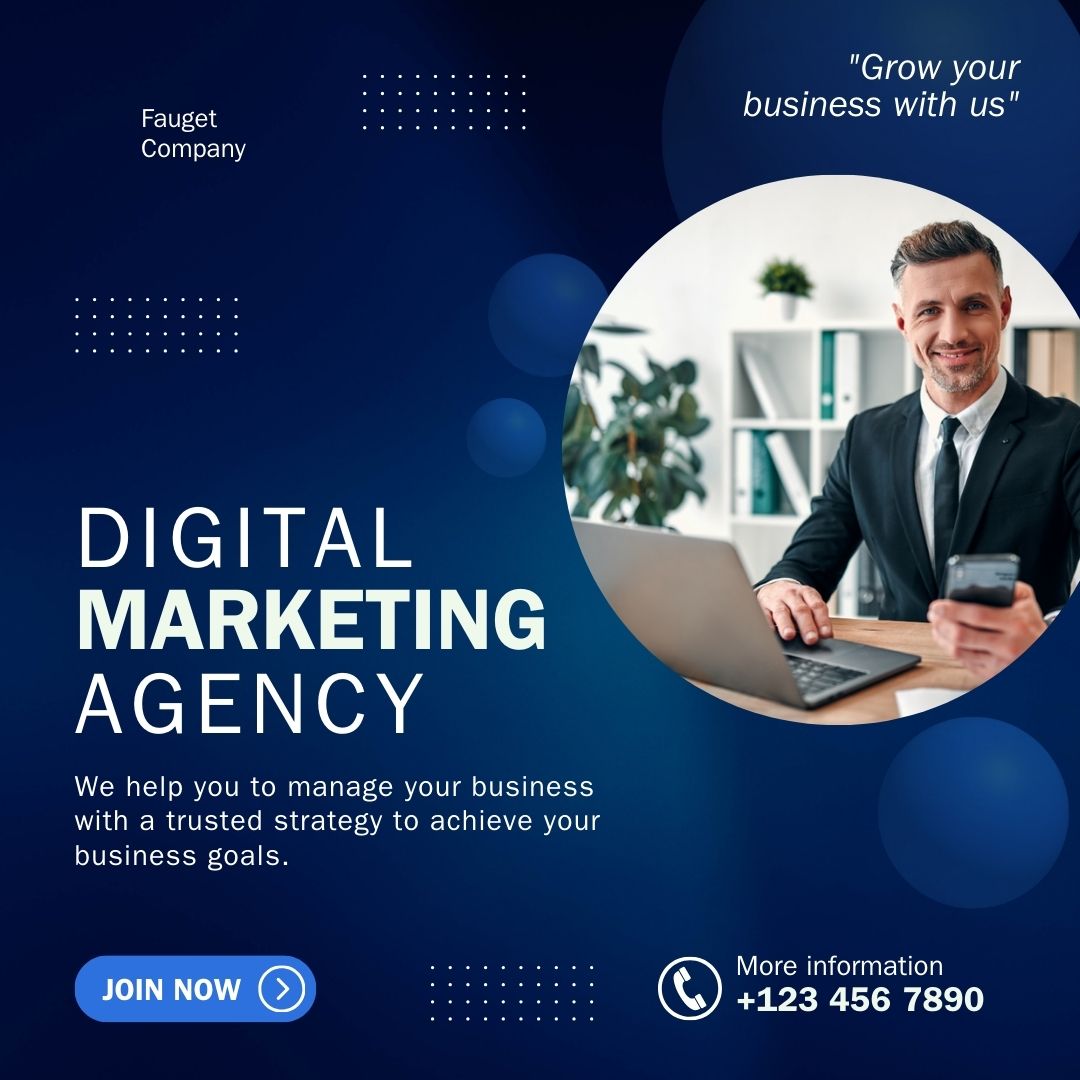 Fauget
Company
"Grow your
business with us"
DIGITAL
MARKETING
AGENCY
We help you to manage your business
with a trusted strategy to achieve your
business goals.
JOIN NOW
More information
+123 456 7890